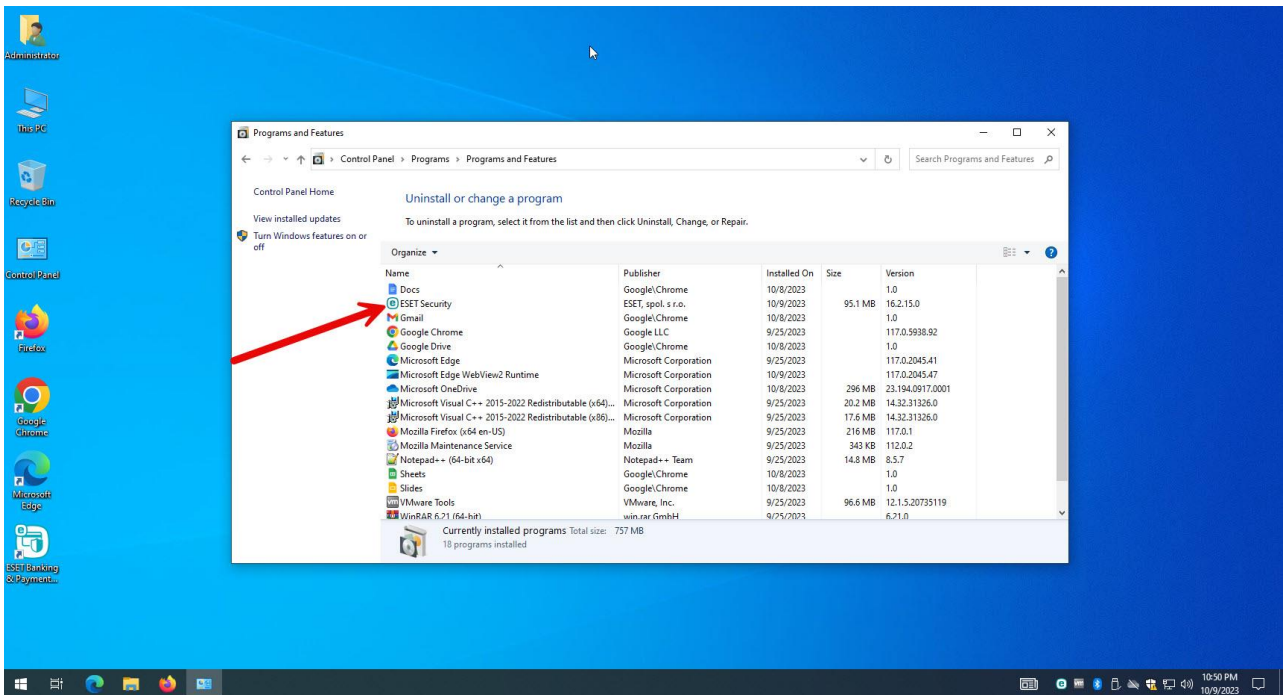 Administrator
This PC
Recycle Bin
Control Panel
Firefox
Google
Chrome
Microsoft
Edge
ESET Banking
& Payment...
Programs and Features
Control Panel › Programs › Programs and Features
Search Programs and Features
Control Panel Home
View installed updates
Turn Windows features on or
off
Uninstall or change a program
To uninstall a program, select it from the list and then click Uninstall, Change, or Repair.
Organize
Name Publisher Installed On Size Version
Docs Google\Chrome 10/8/2023 1.0
ESET Security ESET, spol. s r.o. 10/9/2023 95.1 MB 16.2.15.0
Gmail Google\Chrome 10/8/2023 1.0
Google Chrome Google LLC 9/25/2023 117.0.5938.92
Google Drive Google\Chrome 10/8/2023 1.0
Microsoft Edge Microsoft Corporation 9/25/2023 117.0.2045.41
Microsoft Edge WebView2 Runtime Microsoft Corporation 10/9/2023 117.0.2045.47
Microsoft OneDrive Microsoft Corporation 10/8/2023 296 MB 23.194.0917.0001
Microsoft Visual C++ 2015-2022 Redistributable (x64)... Microsoft Corporation 9/25/2023 20.2 MB 14.32.31326.0
Microsoft Visual C++ 2015-2022 Redistributable (x86)... Microsoft Corporation 9/25/2023 17.6 MB 14.32.31326.0
Mozilla Firefox (x64 en-US) Mozilla 9/25/2023 216 MB 117.0.1
Mozilla Maintenance Service Mozilla 9/25/2023 343 KB 112.0.2
Notepad++ (64-bit x64) Notepad++ Team 9/25/2023 14.8 MB 8.5.7
Sheets Google\Chrome 10/8/2023 1.0
Slides Google\Chrome 10/8/2023 1.0
VMware Tools VMware, Inc. 9/25/2023 96.6 MB 12.1.5.20735119
WinRAR 6.21 (64-bit) win.rar GmbH 9/25/2023 6.21.0
Currently installed programs Total size: 757 MB
18 programs installed
10:50 PM
10/9/2023